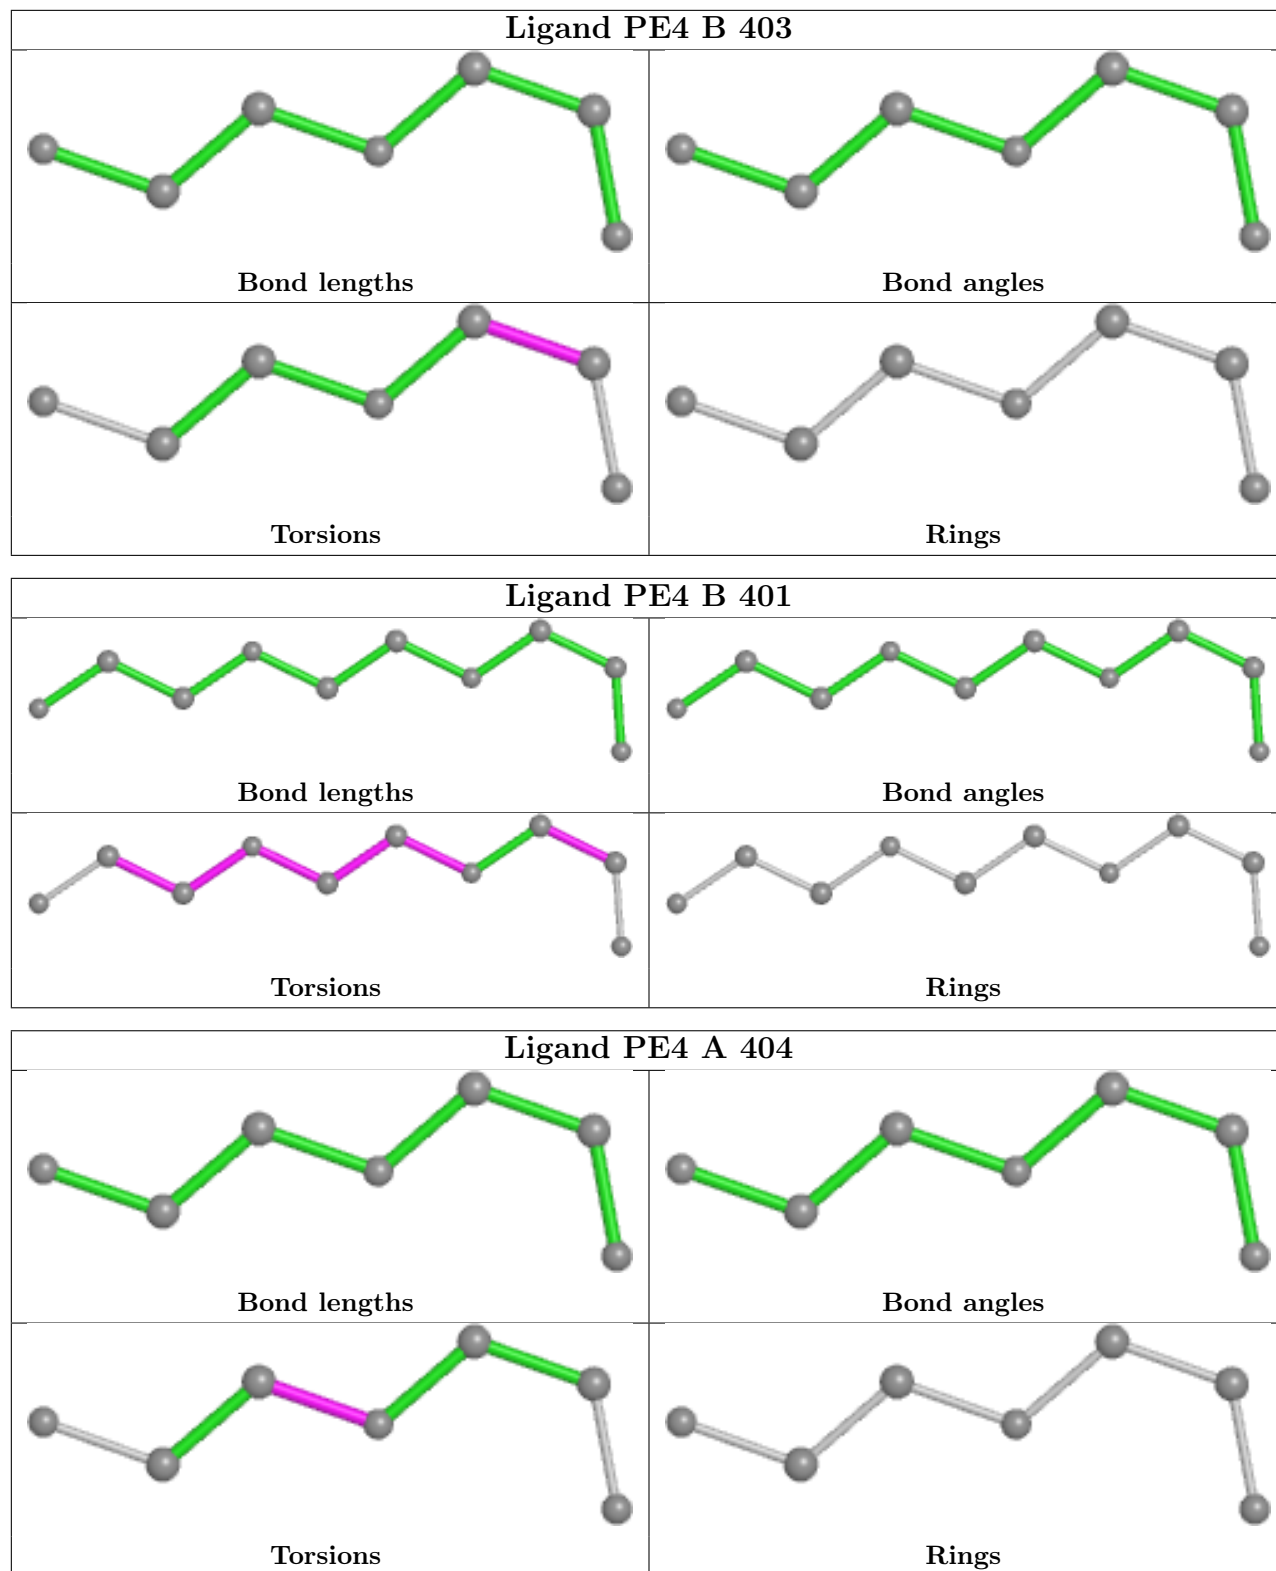 Ligand PE4 B 403
Bond lengths
Bond angles
Torsions
Rings
Ligand PE4 B 401
Bond lengths
Bond angles
Torsions
Rings
Ligand PE4 A 404
Bond lengths
Bond angles
Torsions
Rings